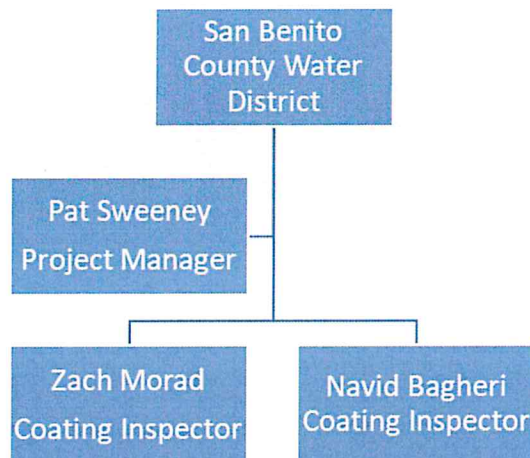 San Benito
County Water
District
Pat Sweeney
Project Manager
Zach Morad
Coating Inspector
Navid Bagheri
Coating Inspector